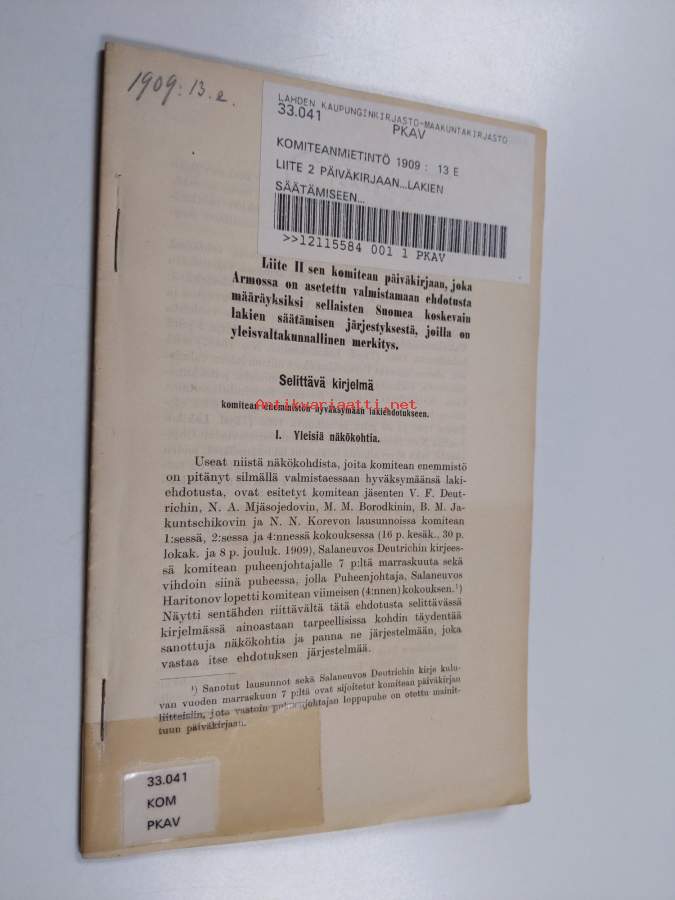 1909: 13.e.
LAHDEN KAUPUNGINKIRJASTO-MAAKUNTAKIRJASTO
33.041
PKAV
KOMITEANMIETINTÖ 1909 : 13 E
LIITE 2 PÄIVÄKIRJAAN...LAKIEN
SÄÄTÄMISEEN...
>>12115584 001 1 PKAV
Liite II sen komitean päiväkirjaan, joka
Armossa on asetettu valmistamaan ehdotusta
määräyksiksi sellaisten Suomea koskevain
lakien säätämisen järjestyksestä, joilla on
yleisvaltakunnallinen merkitys.
Selittävä kirjelmä
Antikvariaatti.net
komitean enemmistön hyväksymään lakiehdotukseen.
I. Yleisiä näkökohtia.
Useat niistä näkökohdista, joita komitean enemmistö
on pitänyt silmällä valmistaessaan hyväksymäänsä laki-
ehdotusta, ovat esitetyt komitean jäsenten V. F. Deut-
richin, N. A. Mjäsojedovin, M. M. Borodkinin, B. M. Ja-
kuntschikovin ja N. N. Korevon lausunnoissa komitean
1:sessä, 2:sessa ja 4:nnessä kokouksessa (16 p. kesäk., 30 p.
lokak. ja 8 p. jouluk. 1909), Salaneuvos Deutrichin kirjees-
sä komitean puheenjohtajalle 7 p:ltä marraskuuta sekä
vihdoin siinä puheessa, jolla Puheenjohtaja, Salaneuvos
Haritonov lopetti komitean viimeisen (4:nnen) kokouksen.¹)
Näytti sentähden riittävältä tätä ehdotusta selittävässä
kirjelmässä ainoastaan tarpeellisissa kohdin täydentää
sanottuja näkökohtia ja panna ne järjestelmään, joka
vastaa itse ehdotuksen järjestelmää.
¹) Sanotut lausunnot sekä Salaneuvos Deutrichin kirje kulu-
van vuoden marraskuun 7 p:ltä ovat sijoitetut komitean päiväkirjan
liitteisiin, jota vastoin puheenjohtajan loppupuhe on otettu mainit-
tuun päiväkirjaan.
33.041
KOM
PKAV